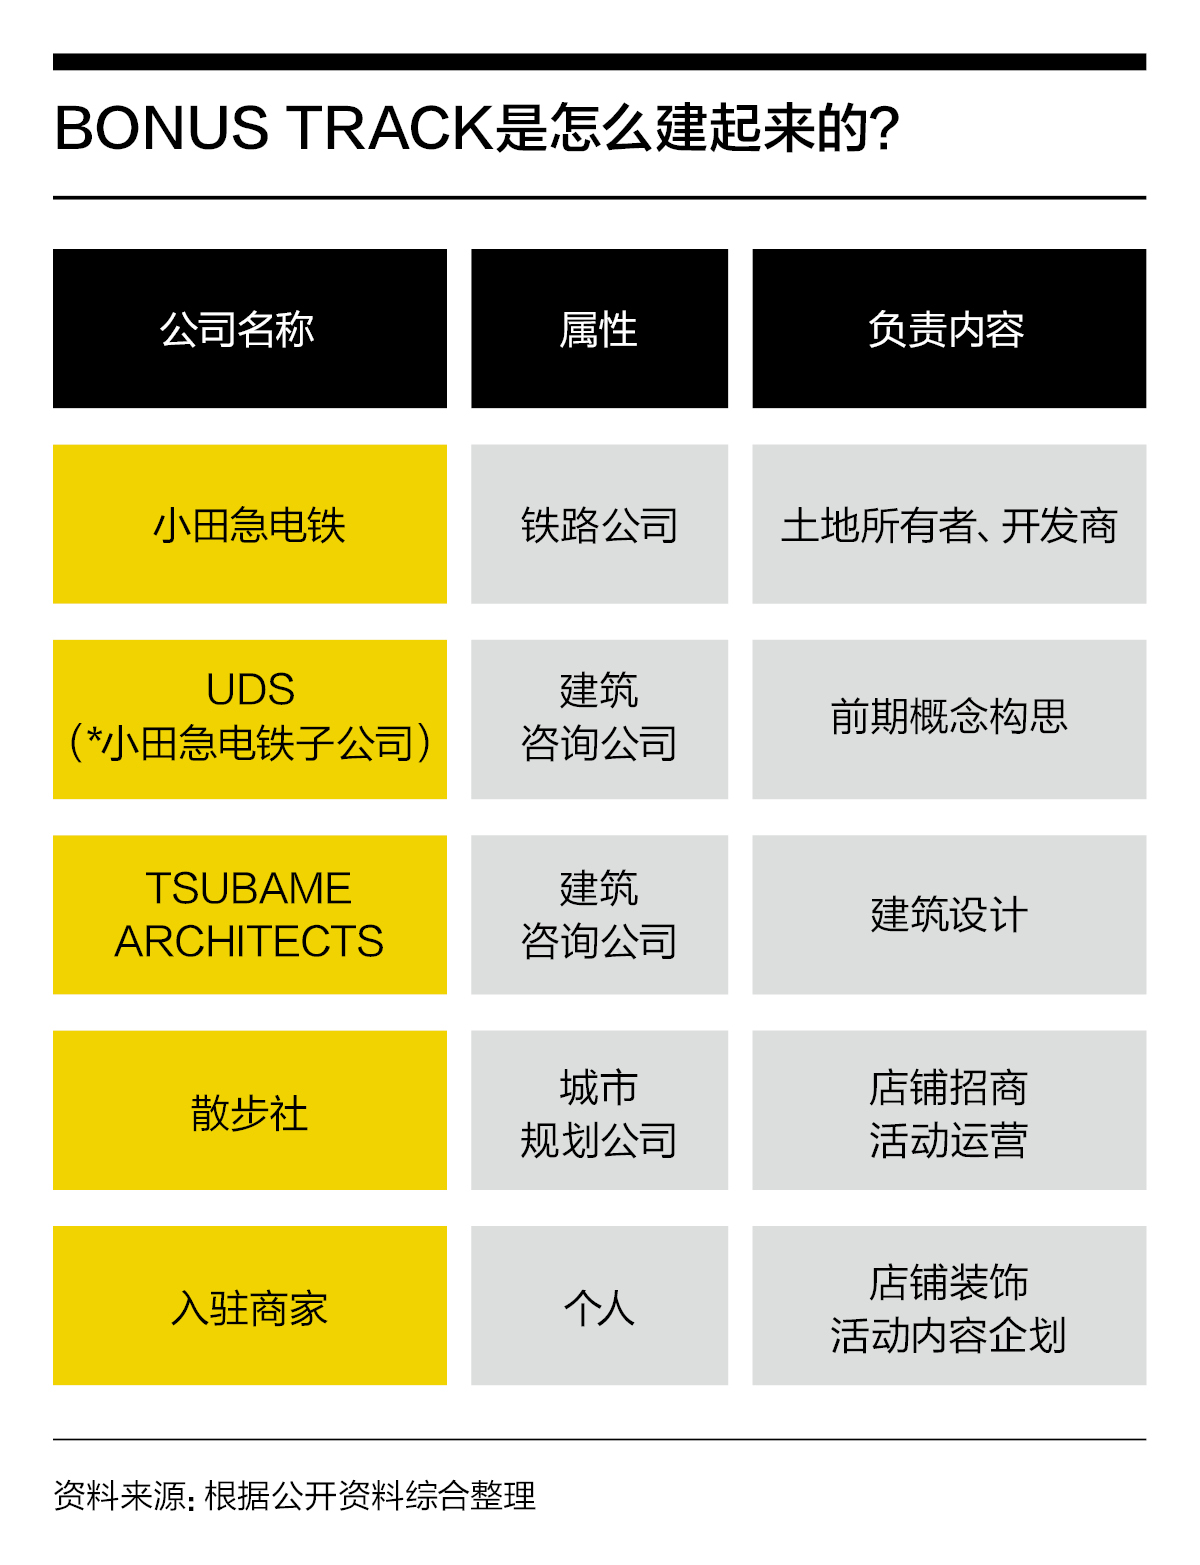 BONUS TRACK是怎么建起来的?
公司名称
属性
负责内容
小田急电铁
铁路公司
土地所有者、开发商
UDS
(*小田急电铁子公司)
建筑
咨询公司
前期概念构思
TSUBAME
ARCHITECTS
建筑
咨询公司
建筑设计
散步社
城市
规划公司
店铺招商
活动运营
入驻商家
个人
店铺装饰
活动内容企划
资料来源:根据公开资料综合整理